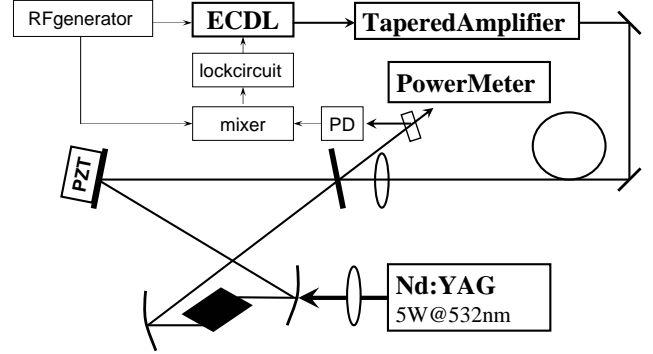 RFgenerator
ECDL
TaperedAmplifier
lockcircuit
PowerMeter
mixer
PD
PZT
Nd:YAG
5W@532nm